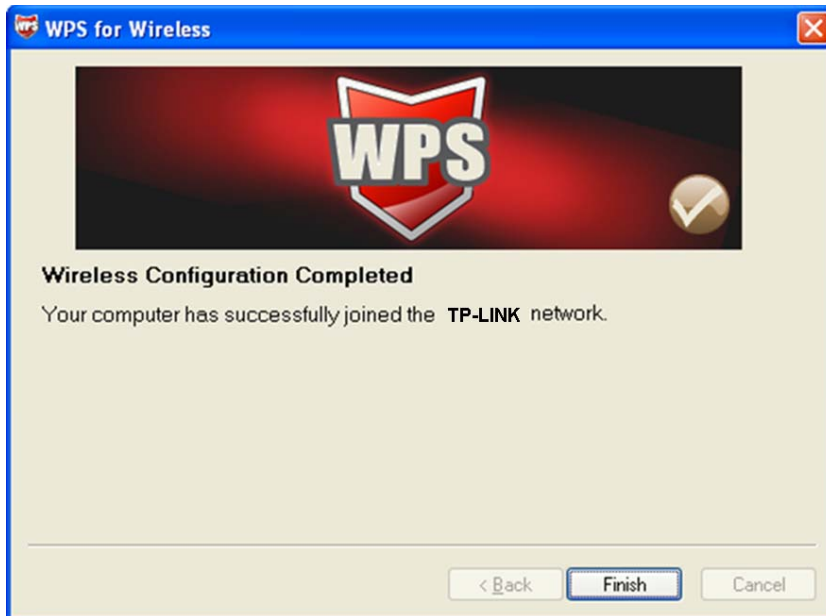 WPS for Wireless
WPS
Wireless Configuration Completed
Your computer has successfully joined the TP-LINK network.
< Back Finish Cancel